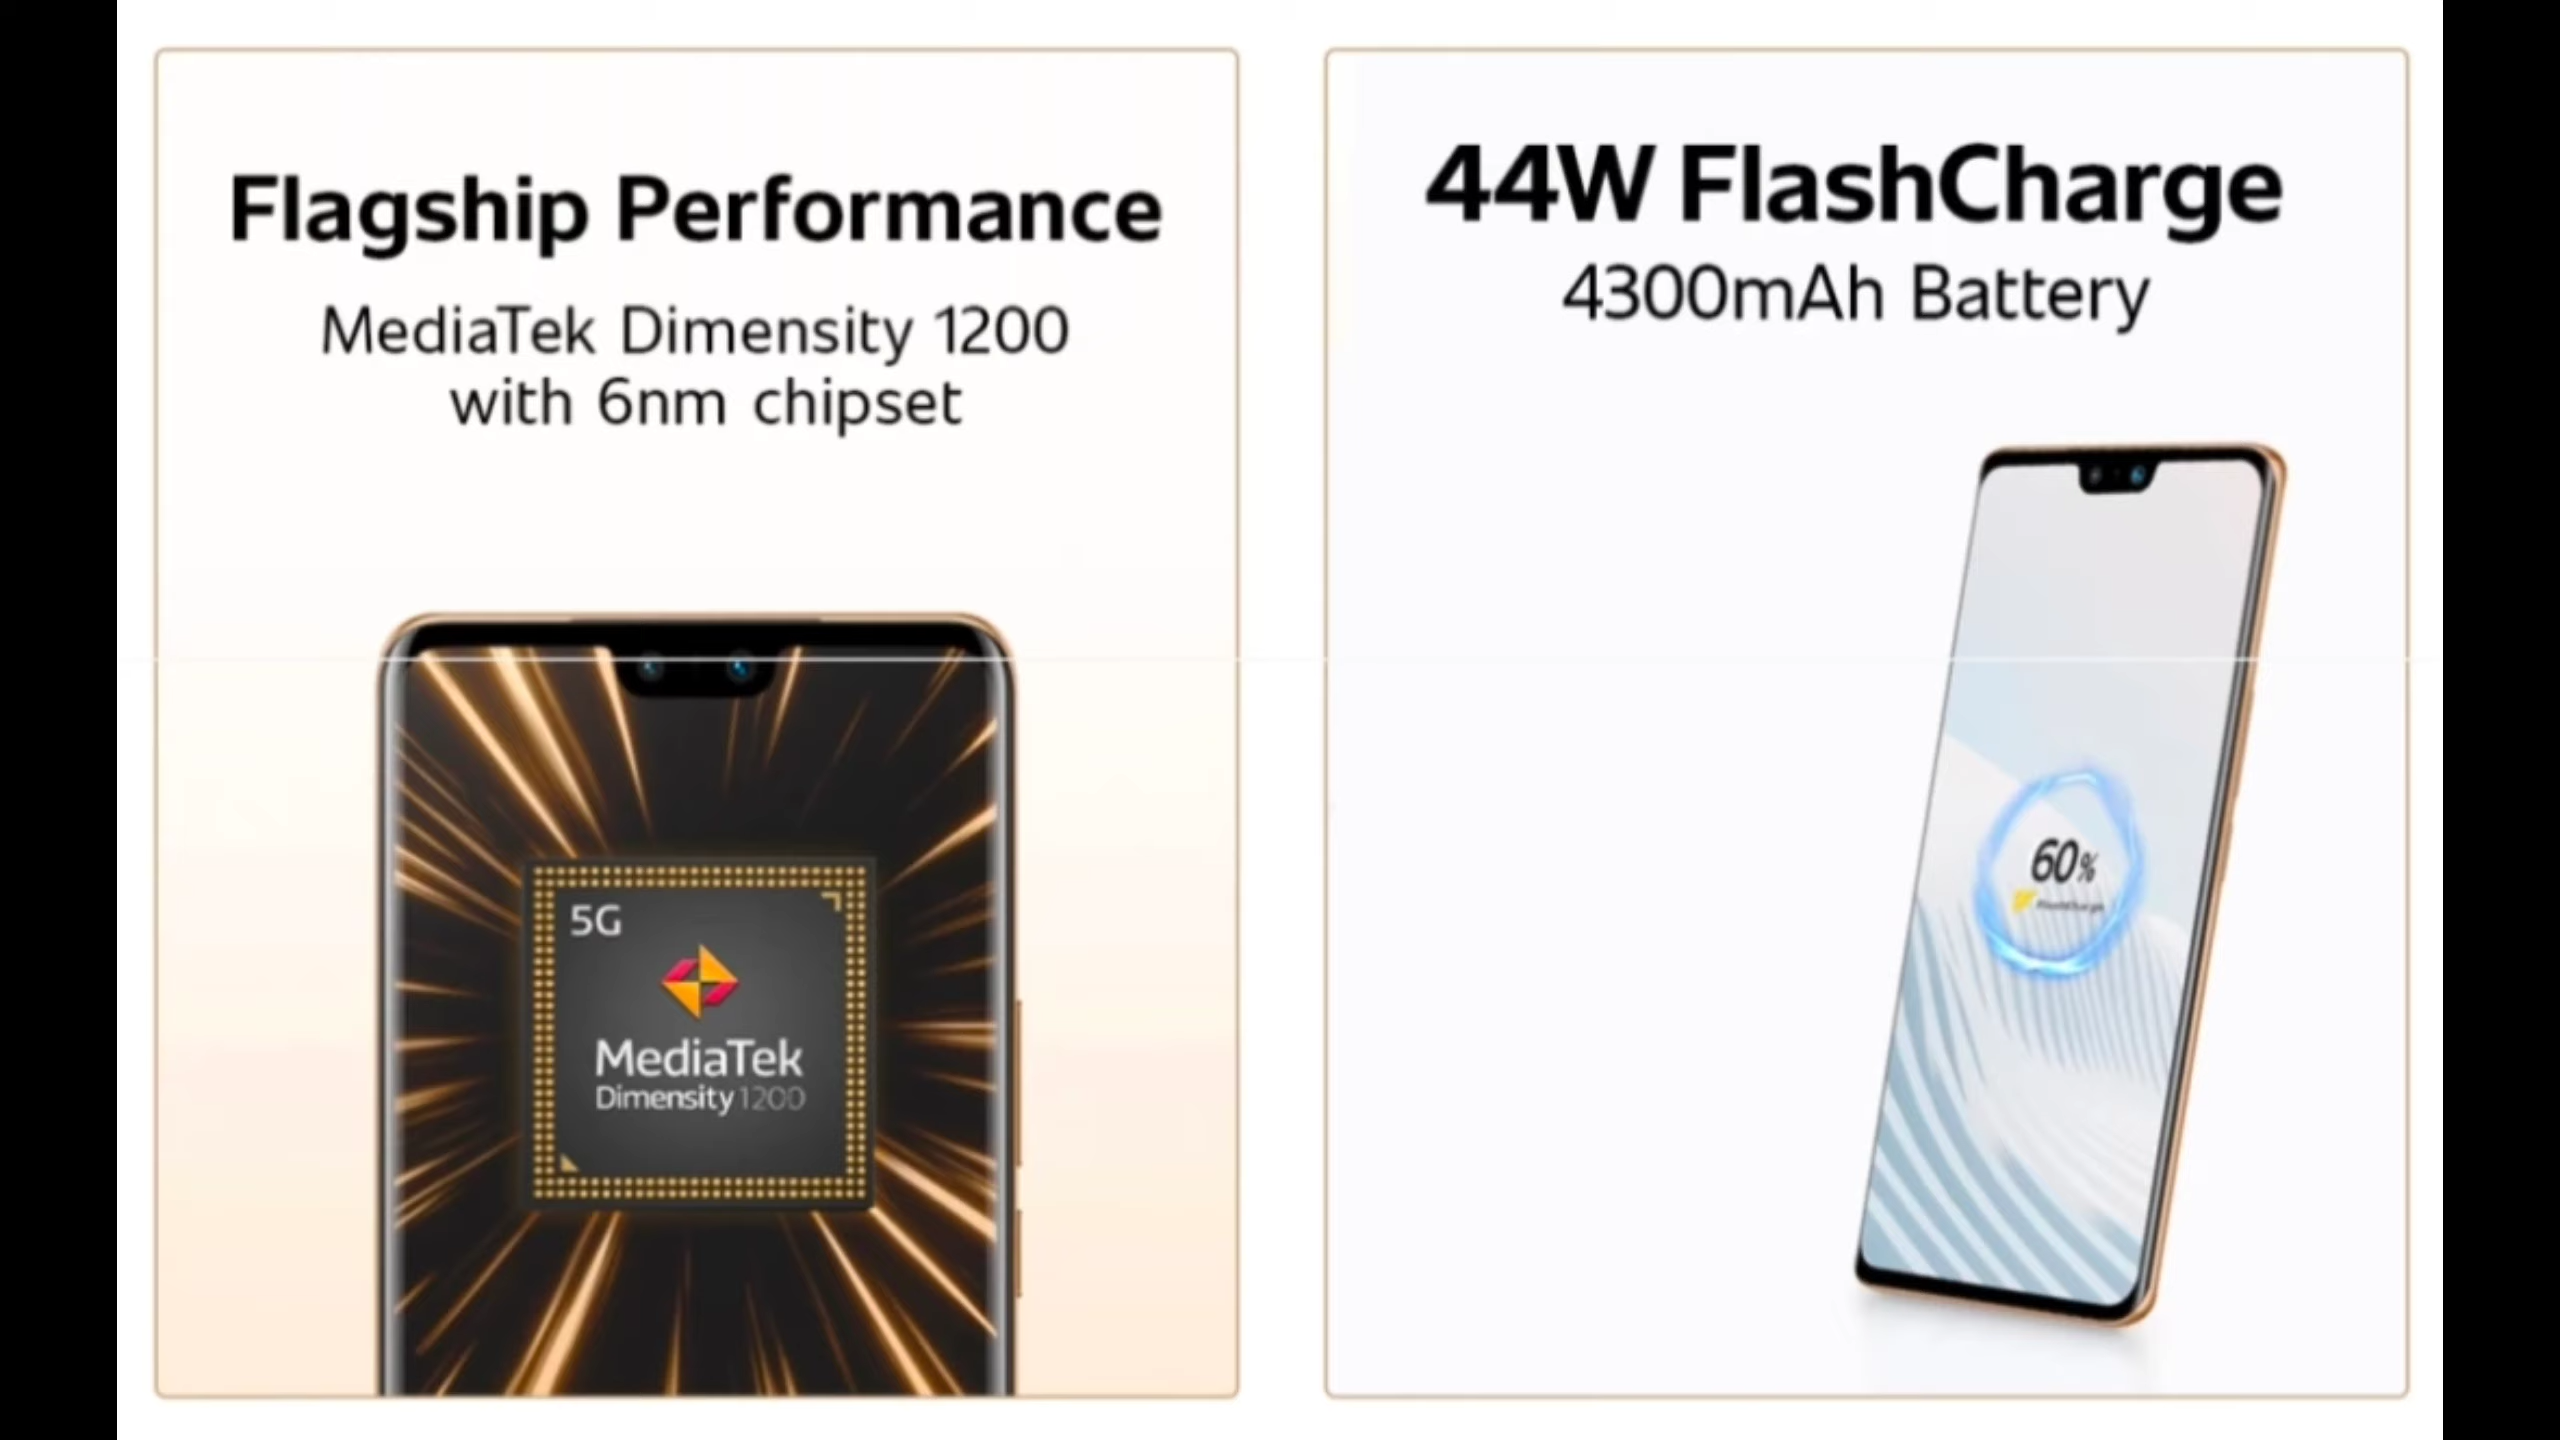 Flagship Performance
MediaTek Dimensity 1200
with 6nm chipset
5G
MediaTek
Dimensity 1200
44W FlashCharge
4300mAh Battery
60%